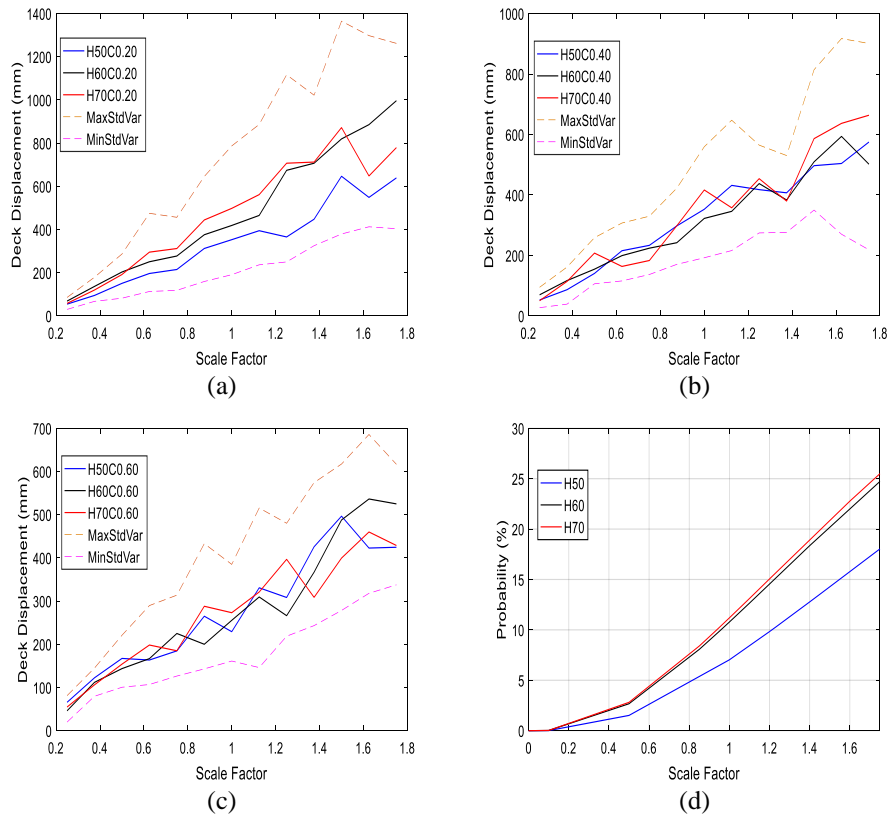 1400
1200
1000
800
600
400
200
0
Deck Displacement (mm)
H50C0.20
H60C0.20
H70C0.20
MaxStdVar
MinStdVar
0.2 0.4 0.6 0.8 1 1.2 1.4 1.6 1.8
Scale Factor
(a)
1000
800
600
400
200
0
Deck Displacement (mm)
H50C0.40
H60C0.40
H70C0.40
MaxStdVar
MinStdVar
0.2 0.4 0.6 0.8 1 1.2 1.4 1.6 1.8
Scale Factor
(b)
700
600
500
400
300
200
100
0
Deck Displacement (mm)
H50C0.60
H60C0.60
H70C0.60
MaxStdVar
MinStdVar
0.2 0.4 0.6 0.8 1 1.2 1.4 1.6 1.8
Scale Factor
(c)
30
25
20
15
10
5
0
Probability (%)
H50
H60
H70
0 0.2 0.4 0.6 0.8 1 1.2 1.4 1.6
Scale Factor
(d)